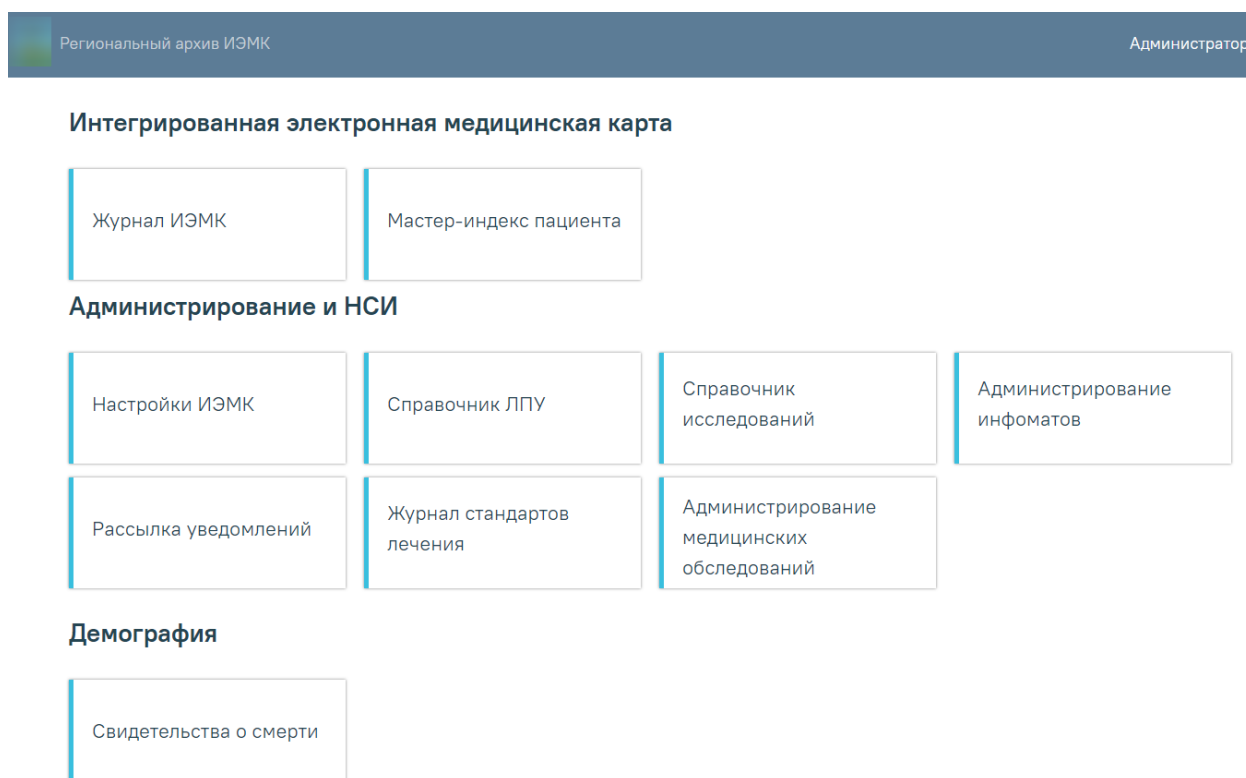 Региональный архив ИЭМК
Администратор
Интегрированная электронная медицинская карта
Журнал ИЭМК
Мастер-индекс пациента
Администрирование и НСИ
Настройки ИЭМК
Справочник ЛПУ
Справочник
исследований
Администрирование
инфоматов
Рассылка уведомлений
Журнал стандартов
лечения
Администрирование
медицинских
обследований
Демография
Свидетельства о смерти